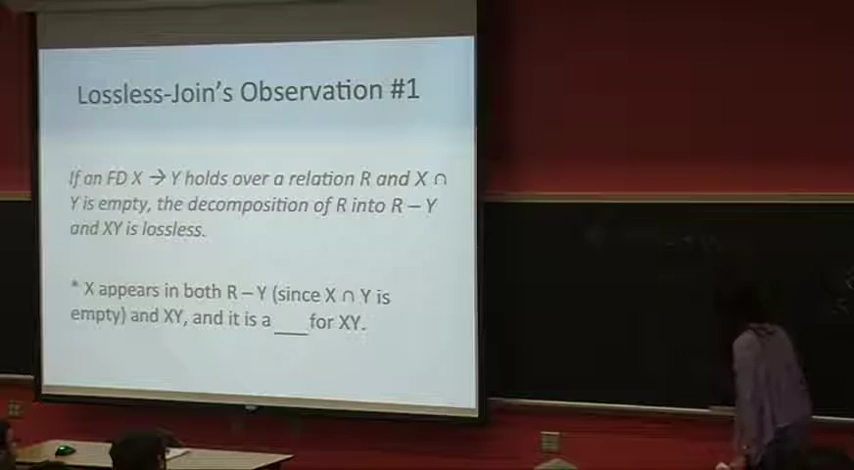 Lossless-Join's Observation #1
If an FD X → Y holds over a relation R and X ∩
Y is empty, the decomposition of R into R – Y
and XY is lossless.
* X appears in both R – Y (since X ∩ Y is
empty) and XY, and it is a ____ for XY.